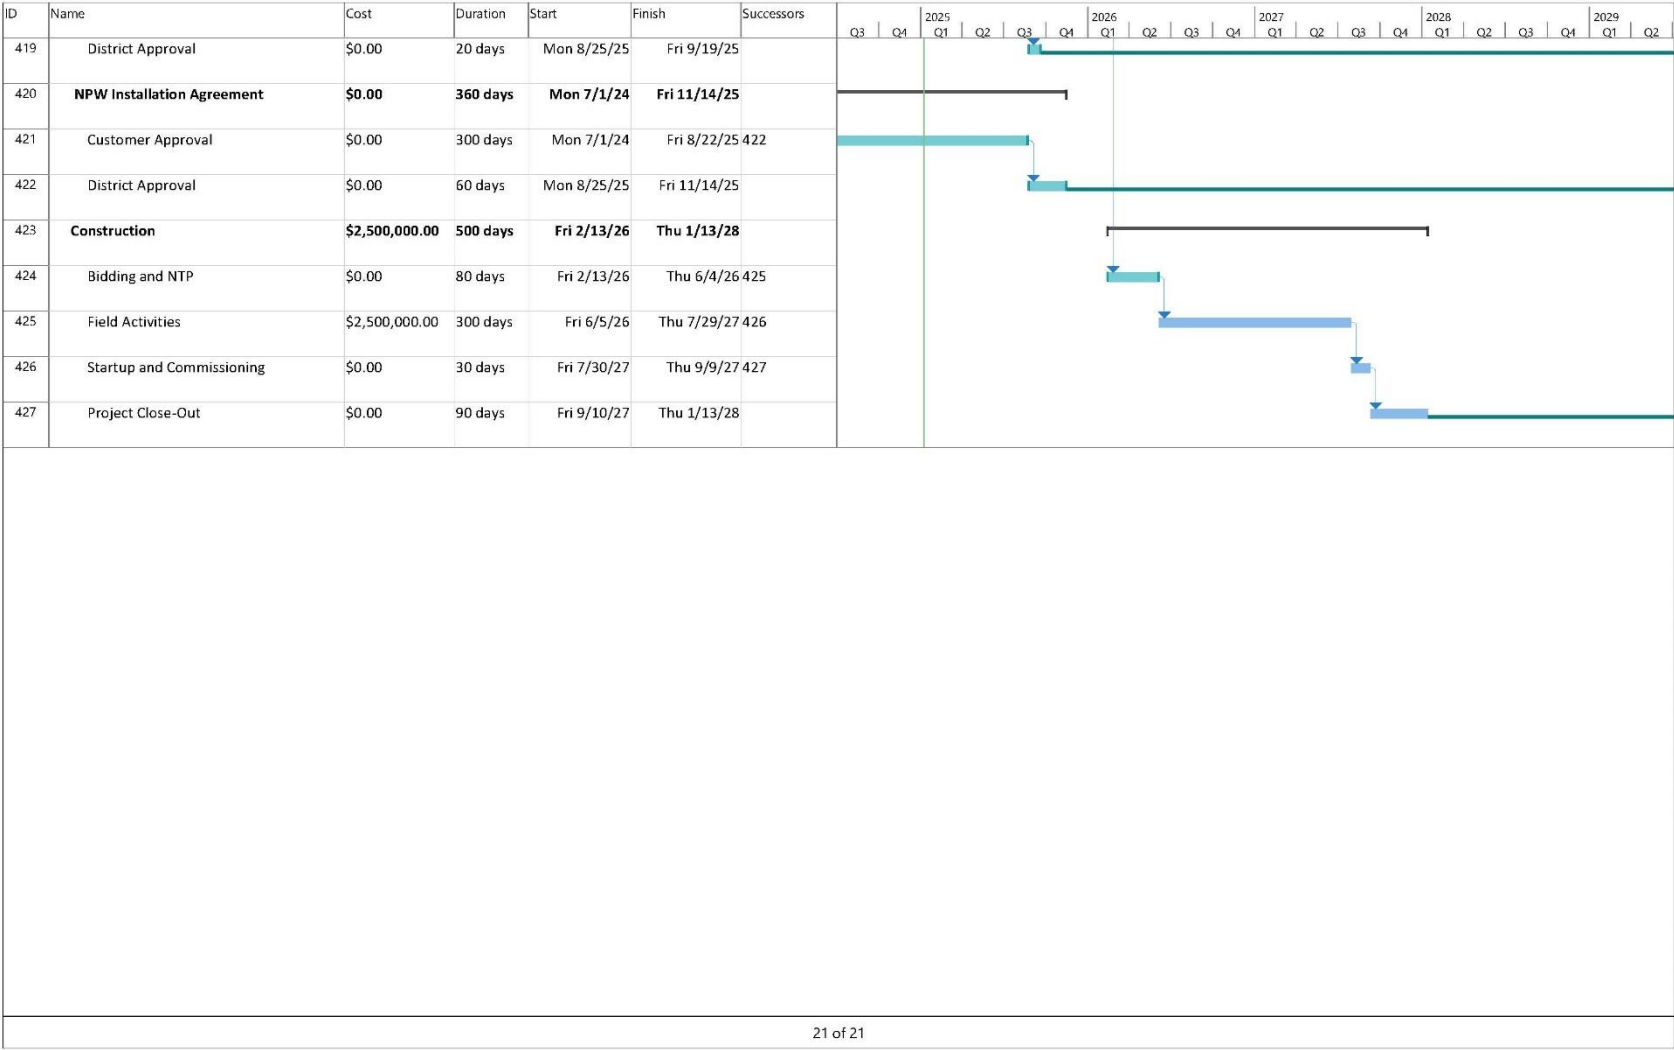 ID Name Cost Duration Start Finish Successors
2025 2026 2027 2028 2029
Q3 Q4 Q1 Q2 Q3 Q4 Q1 Q2 Q3 Q4 Q1 Q2 Q3 Q4 Q1 Q2 Q3 Q4 Q1 Q2
419 District Approval $0.00 20 days Mon 8/25/25 Fri 9/19/25
420 NPW Installation Agreement $0.00 360 days Mon 7/1/24 Fri 11/14/25
421 Customer Approval $0.00 300 days Mon 7/1/24 Fri 8/22/25 422
422 District Approval $0.00 60 days Mon 8/25/25 Fri 11/14/25
423 Construction $2,500,000.00 500 days Fri 2/13/26 Thu 1/13/28
424 Bidding and NTP $0.00 80 days Fri 2/13/26 Thu 6/4/26 425
425 Field Activities $2,500,000.00 300 days Fri 6/5/26 Thu 7/29/27 426
426 Startup and Commissioning $0.00 30 days Fri 7/30/27 Thu 9/9/27 427
427 Project Close-Out $0.00 90 days Fri 9/10/27 Thu 1/13/28
21 of 21